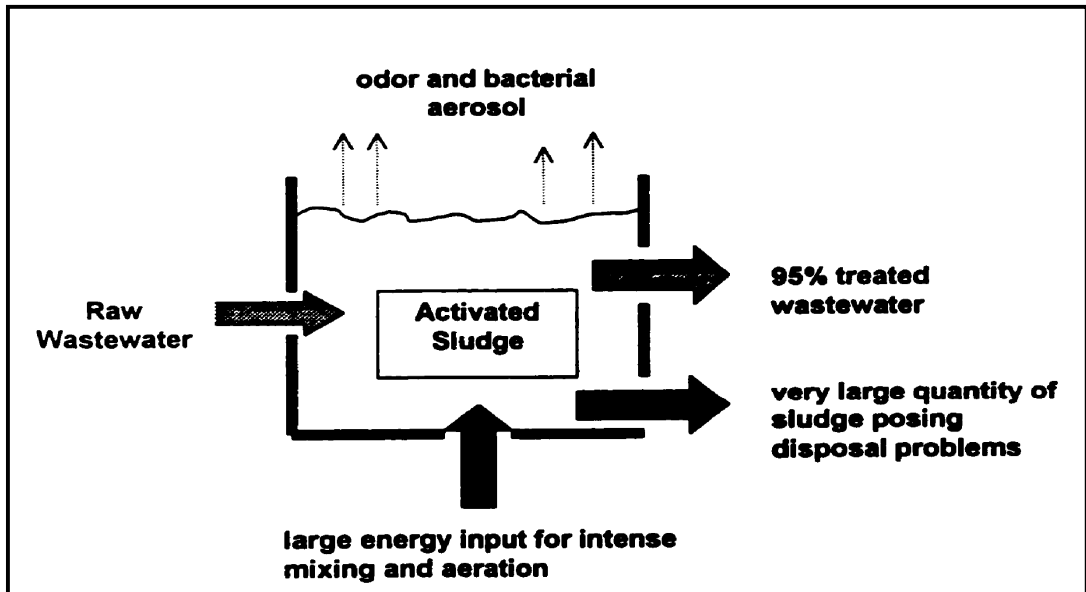 odor and bacterial
aerosol
Raw
Wastewater
Activated
Sludge
95% treated
wastewater
very large quantity of
sludge posing
disposal problems
large energy input for intense
mixing and aeration